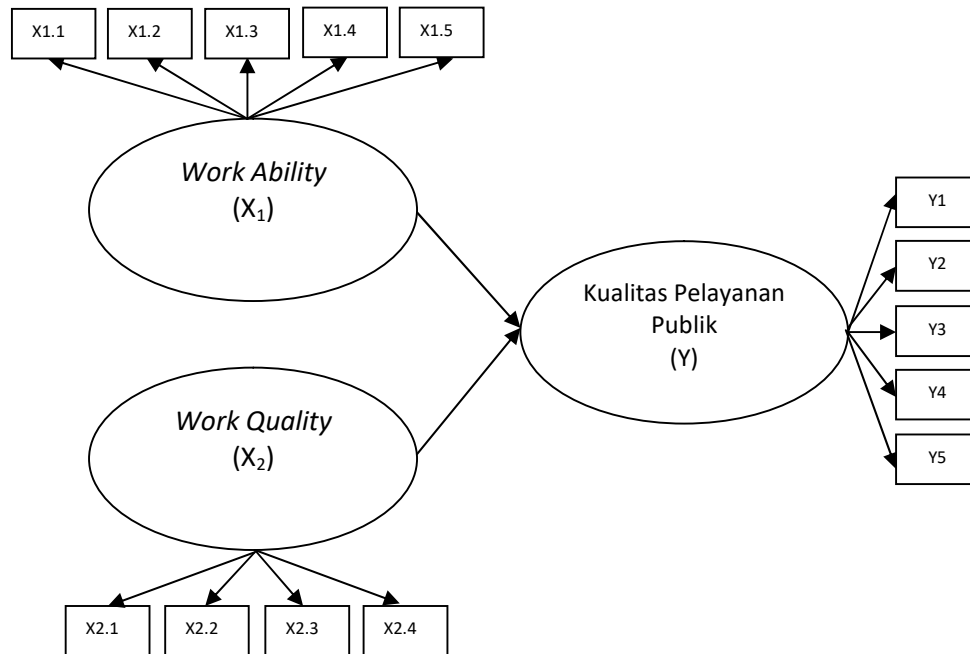 X1.1 X1.2 X1.3 X1.4 X1.5
Work Ability
(X₁)
Work Quality
(X₂)
X2.1 X2.2 X2.3 X2.4
Kualitas Pelayanan
Publik
(Y)
Y1
Y2
Y3
Y4
Y5